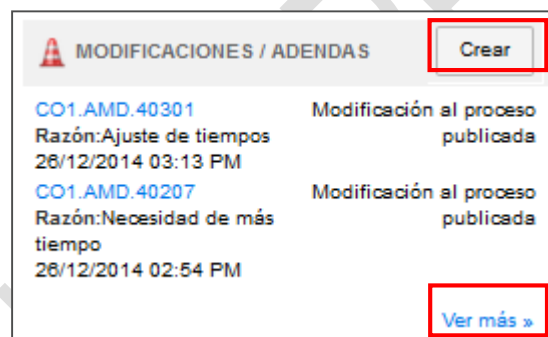 MODIFICACIONES / ADENDAS Crear
CO1.AMD.40301 Modificación al proceso
Razón:Ajuste de tiempos publicada
26/12/2014 03:13 PM
CO1.AMD.40207 Modificación al proceso
Razón:Necesidad de más publicada
tiempo
26/12/2014 02:54 PM
Ver más »